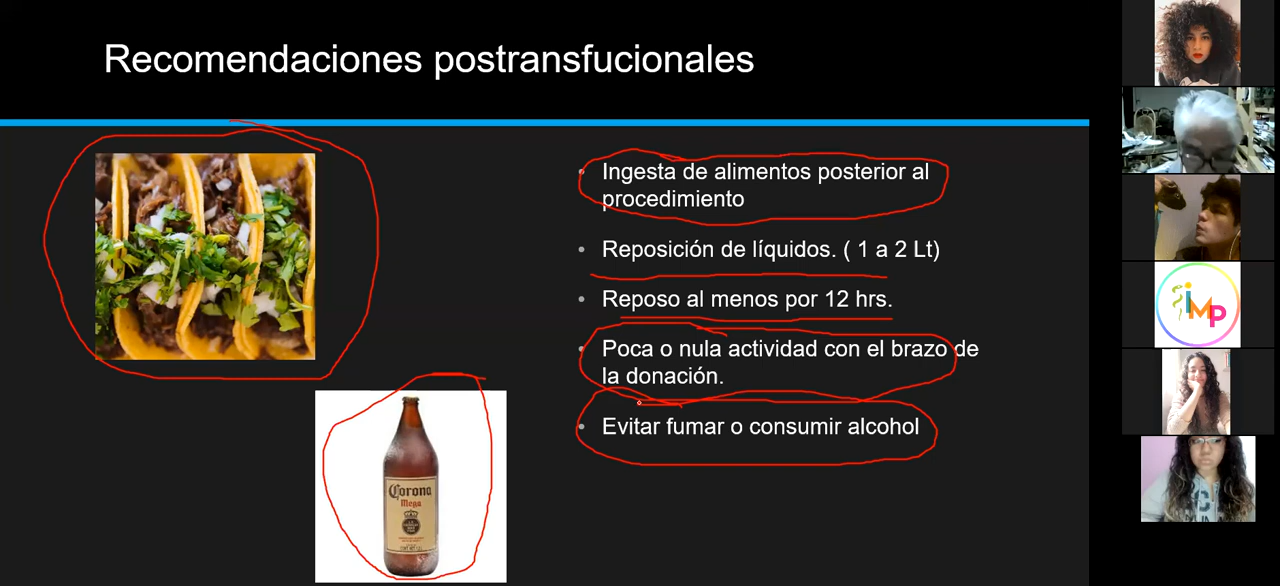 Recomendaciones postransfucionales
Ingesta de alimentos posterior al
procedimiento
Reposición de líquidos. ( 1 a 2 Lt)
Reposo al menos por 12 hrs.
Poca o nula actividad con el brazo de
la donación.
Evitar fumar o consumir alcohol
Corona
Mega
iMP